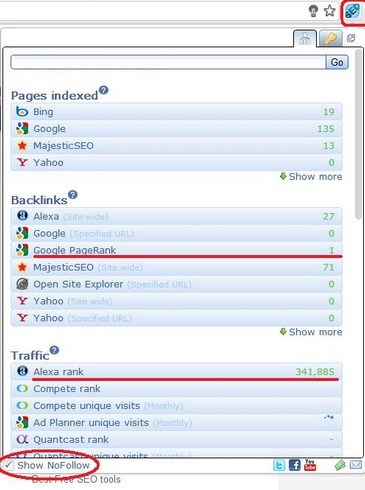 Go
Pages indexed ?
Bing 19
Google 135
MajesticSEO 13
Yahoo 0
Show more
Backlinks ?
Alexa (Site wide) 27
Google (Specified URL) 0
Google PageRank 1
MajesticSEO (Site wide) 71
Open Site Explorer (Specified URL) 0
Yahoo (Site wide) 0
Yahoo (Specified URL) 0
Show more
Traffic ?
Alexa rank 341,885
Compete rank -
Compete unique visits (Monthly) -
Ad Planner unique visits (Monthly)
Quantcast rank -
Quantcast unique visits (Monthly)
Show NoFollow
You Tube
Best Free SEO tools